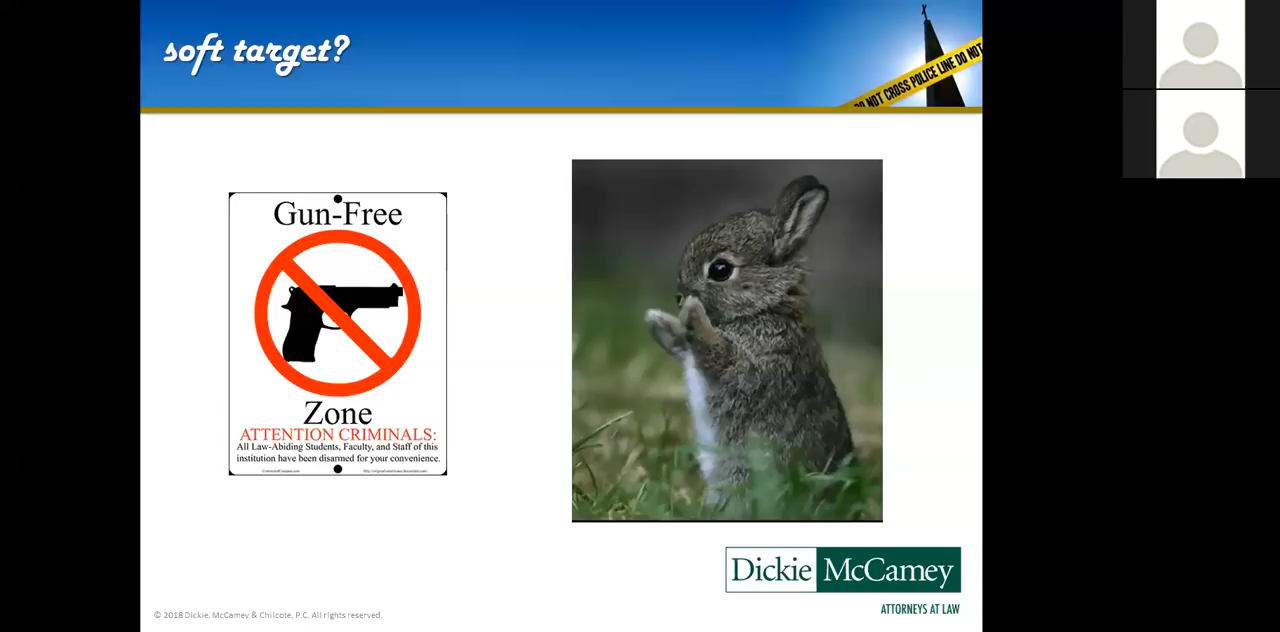 soft target?
DO NOT CROSS POLICE LINE DO NOT
Gun-Free
Zone
ATTENTION CRIMINALS:
All Law-Abiding Students, Faculty, and Staff of this
institution have been disarmed for your convenience.
Dickie McCamey
ATTORNEYS AT LAW
© 2018 Dickie, McCamey & Chilcote, P.C. All rights reserved.